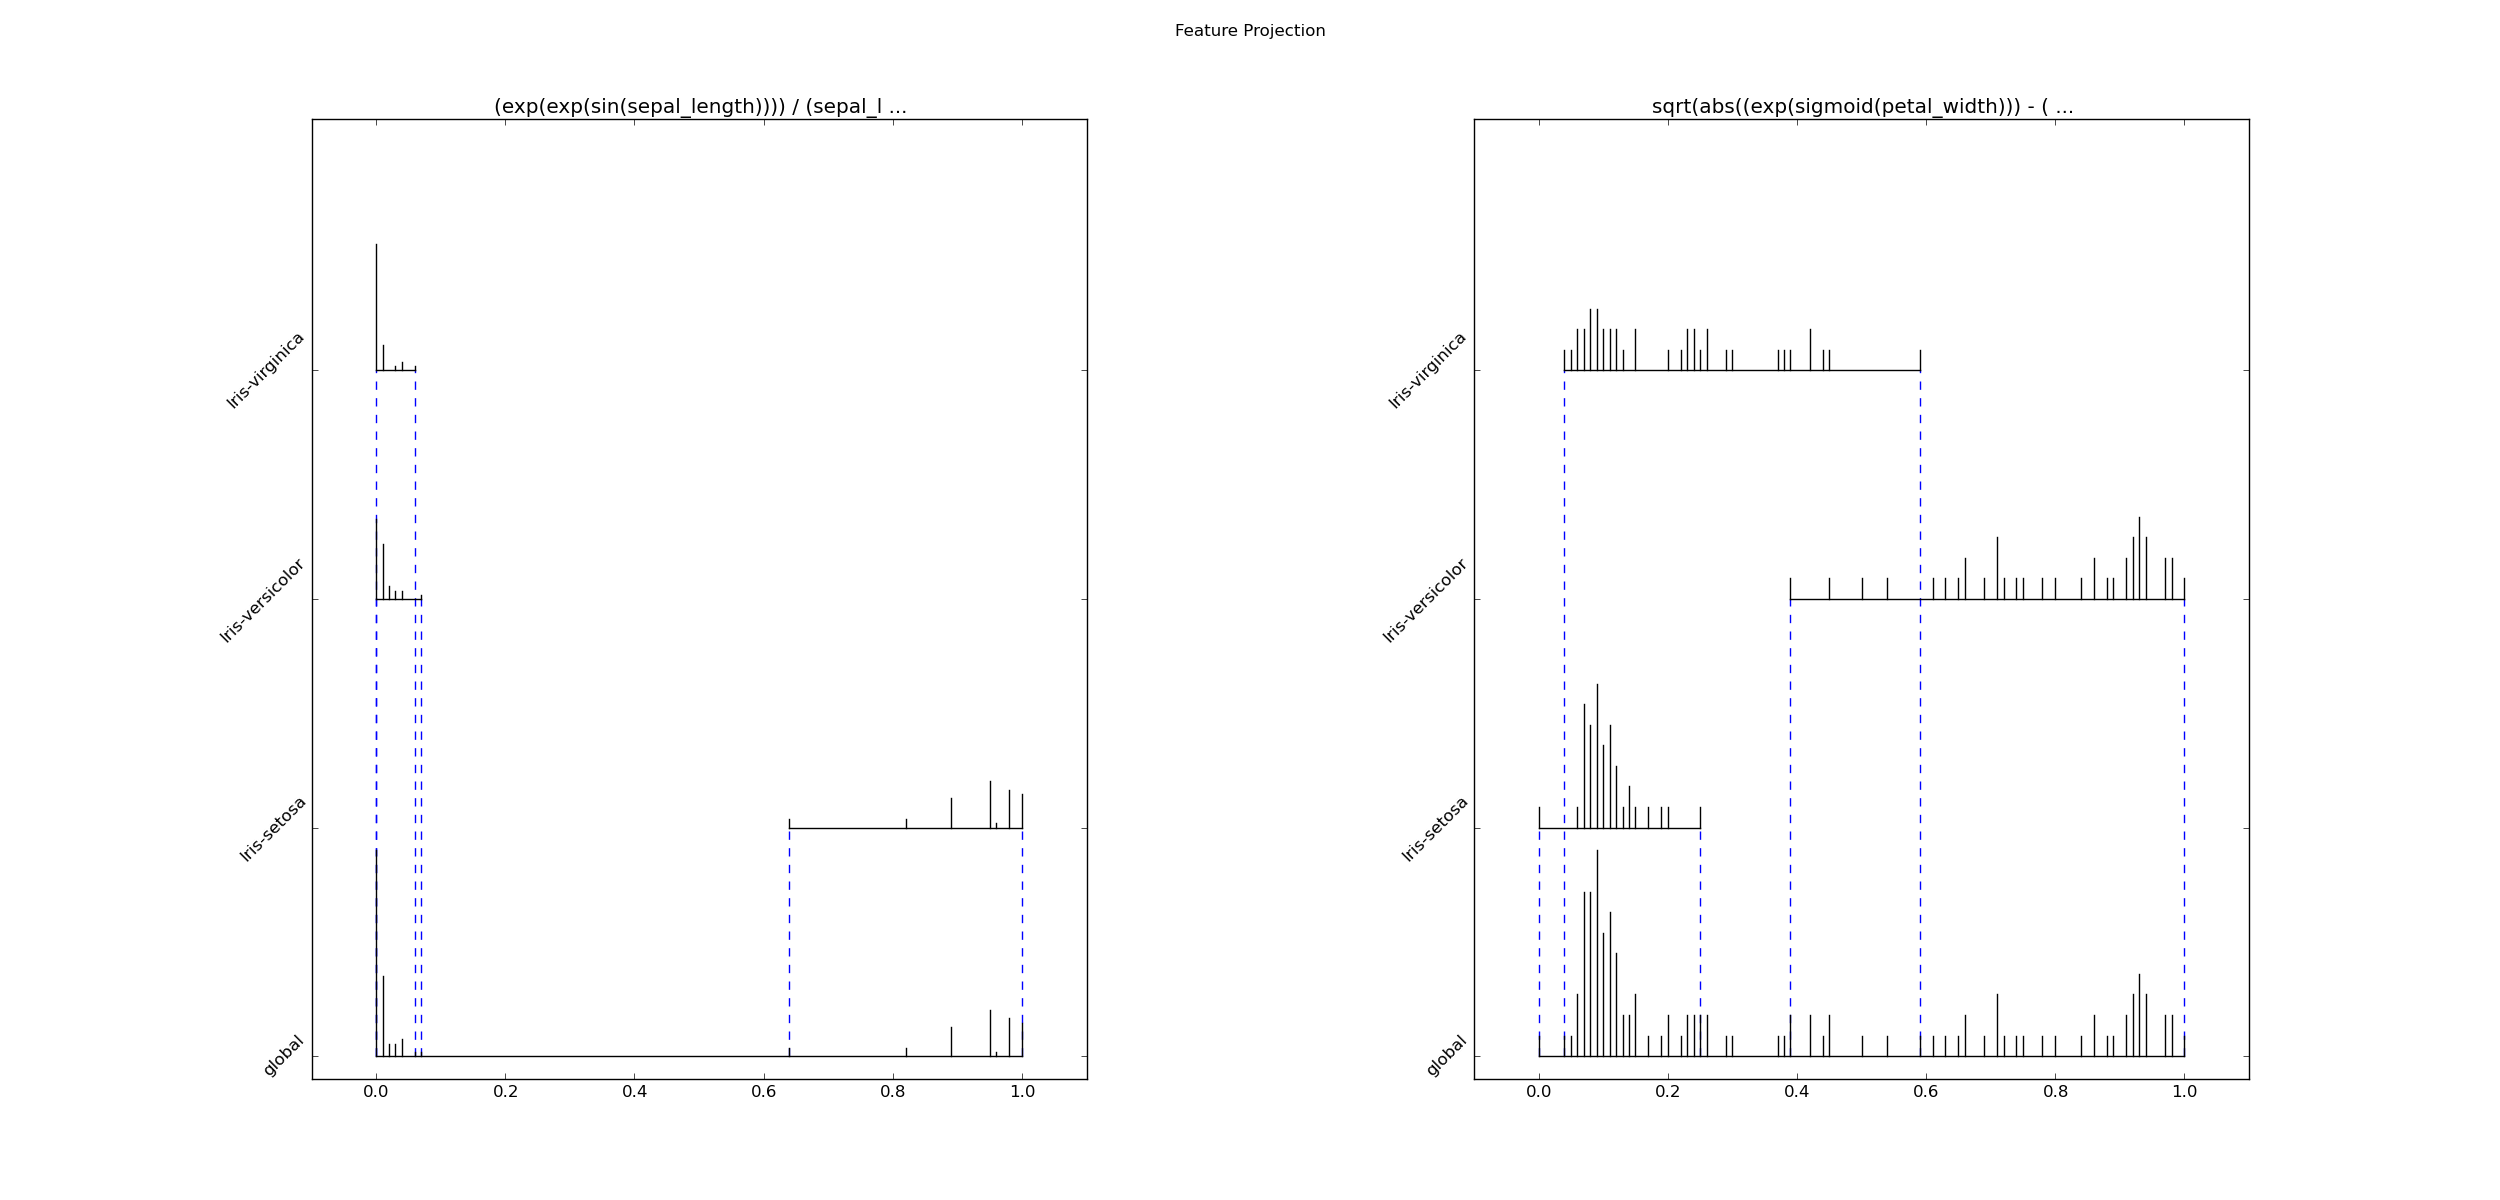 Feature Projection
(exp(exp(sin(sepal_length)))) / (sepal_l ...
Iris-virginica
Iris-versicolor
Iris-setosa
global
0.0 0.2 0.4 0.6 0.8 1.0
sqrt(abs((exp(sigmoid(petal_width))) - ( ...
Iris-virginica
Iris-versicolor
Iris-setosa
global
0.0 0.2 0.4 0.6 0.8 1.0